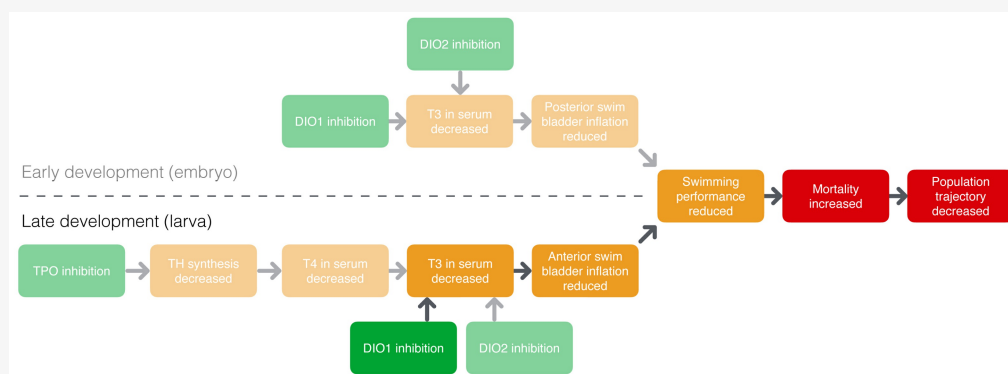 DIO2 inhibition
DIO1 inhibition
T3 in serum
decreased
Posterior swim
bladder inflation
reduced
Early development (embryo)
Swimming
performance
reduced
Mortality
increased
Population
trajectory
decreased
Late development (larva)
TPO inhibition
TH synthesis
decreased
T4 in serum
decreased
T3 in serum
decreased
Anterior swim
bladder inflation
reduced
DIO1 inhibition
DIO2 inhibition